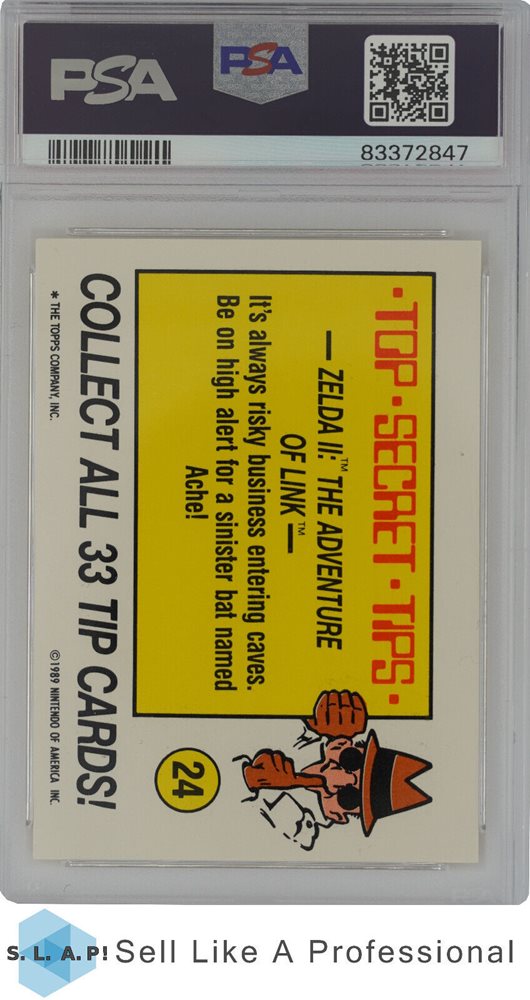 PSA
PSA
83372847
·TOP·SECRET·TIPS·
— ZELDA II:™ THE ADVENTURE
OF LINK™—
It's always risky business entering caves.
Be on high alert for a sinister bat named
Ache!
24
COLLECT ALL 33 TIP CARDS!
* THE TOPPS COMPANY, INC.
©1989 NINTENDO OF AMERICA INC.
S. L. A. P! Sell Like A Professional